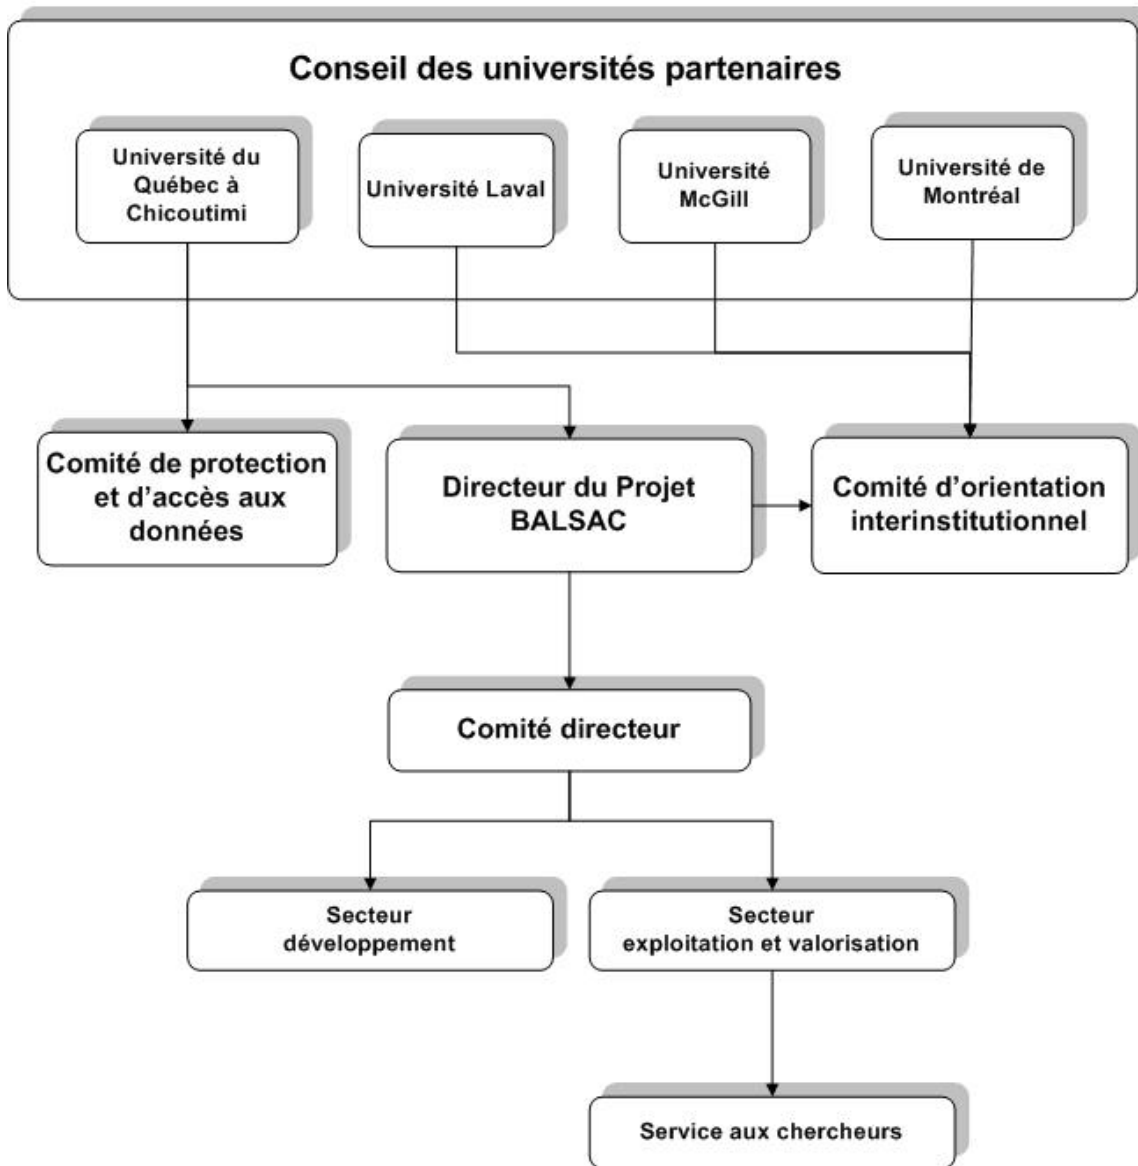 Conseil des universités partenaires
Université du
Québec à
Chicoutimi
Université Laval
Université
McGill
Université de
Montréal
Comité de protection
et d'accès aux
données
Directeur du Projet
BALSAC
Comité d'orientation
interinstitutionnel
Comité directeur
Secteur
développement
Secteur
exploitation et valorisation
Service aux chercheurs